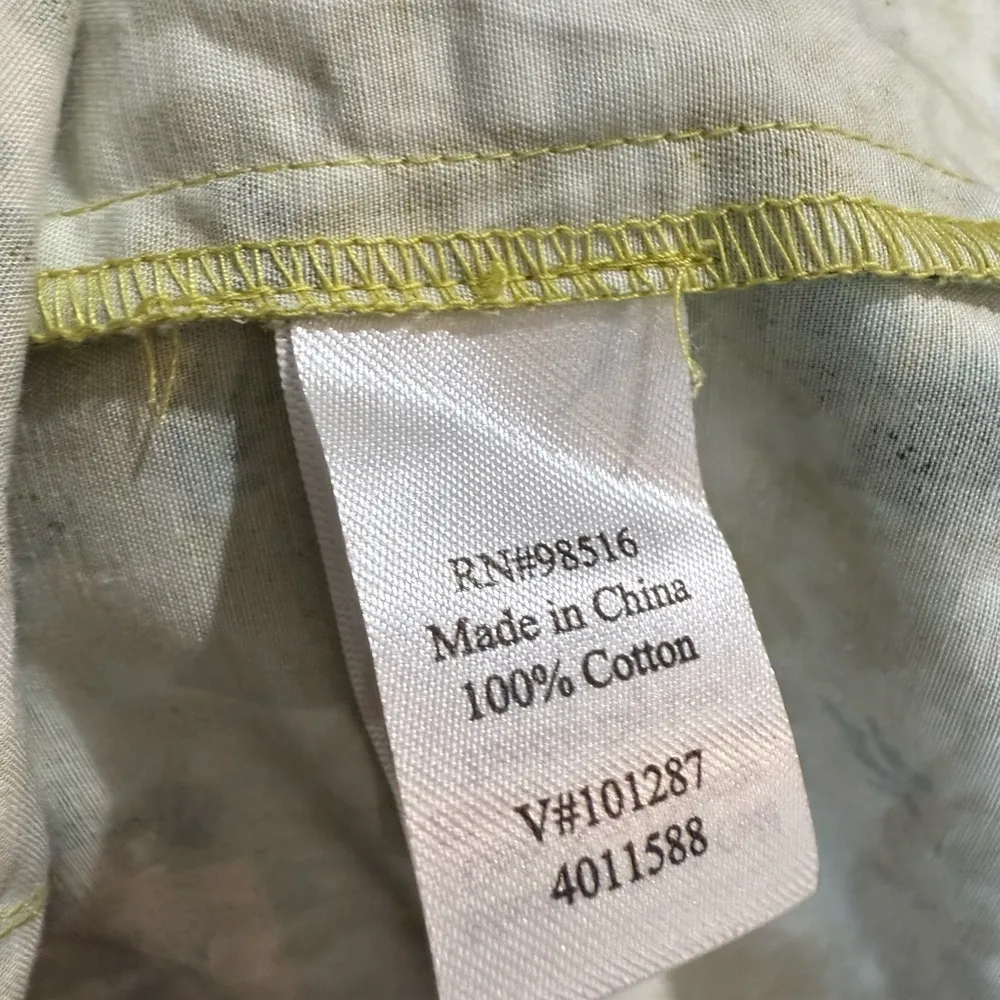 RN#98516
Made in China
100% Cotton
V#101287
4011588